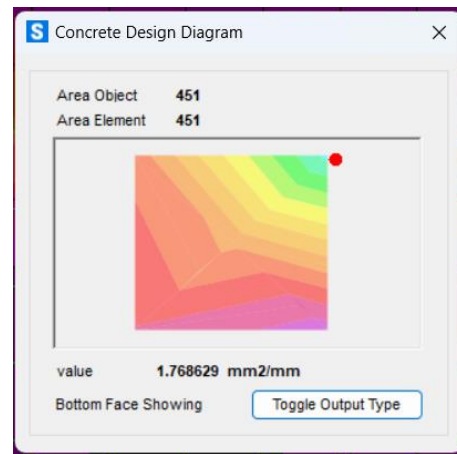 S Concrete Design Diagram
Area Object 451
Area Element 451
value 1.768629 mm2/mm
Bottom Face Showing Toggle Output Type